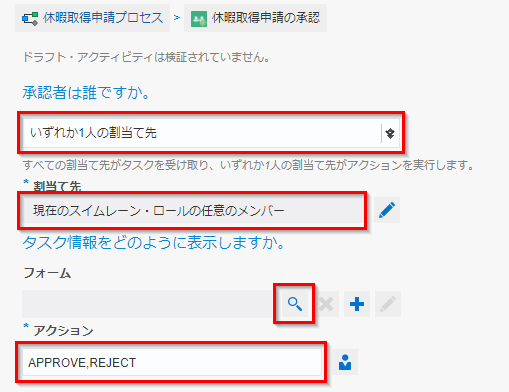 休暇取得申請プロセス > 休暇取得申請の承認
ドラフト・アクティビティは検証されていません。
承認者は誰ですか。
いずれか1人の割当て先
すべての割当て先がタスクを受け取り、いずれか1人の割当て先がアクションを実行します。
* 割当て先
現在のスイムレーン・ロールの任意のメンバー
タスク情報をどのように表示しますか。
フォーム
* アクション
APPROVE,REJECT